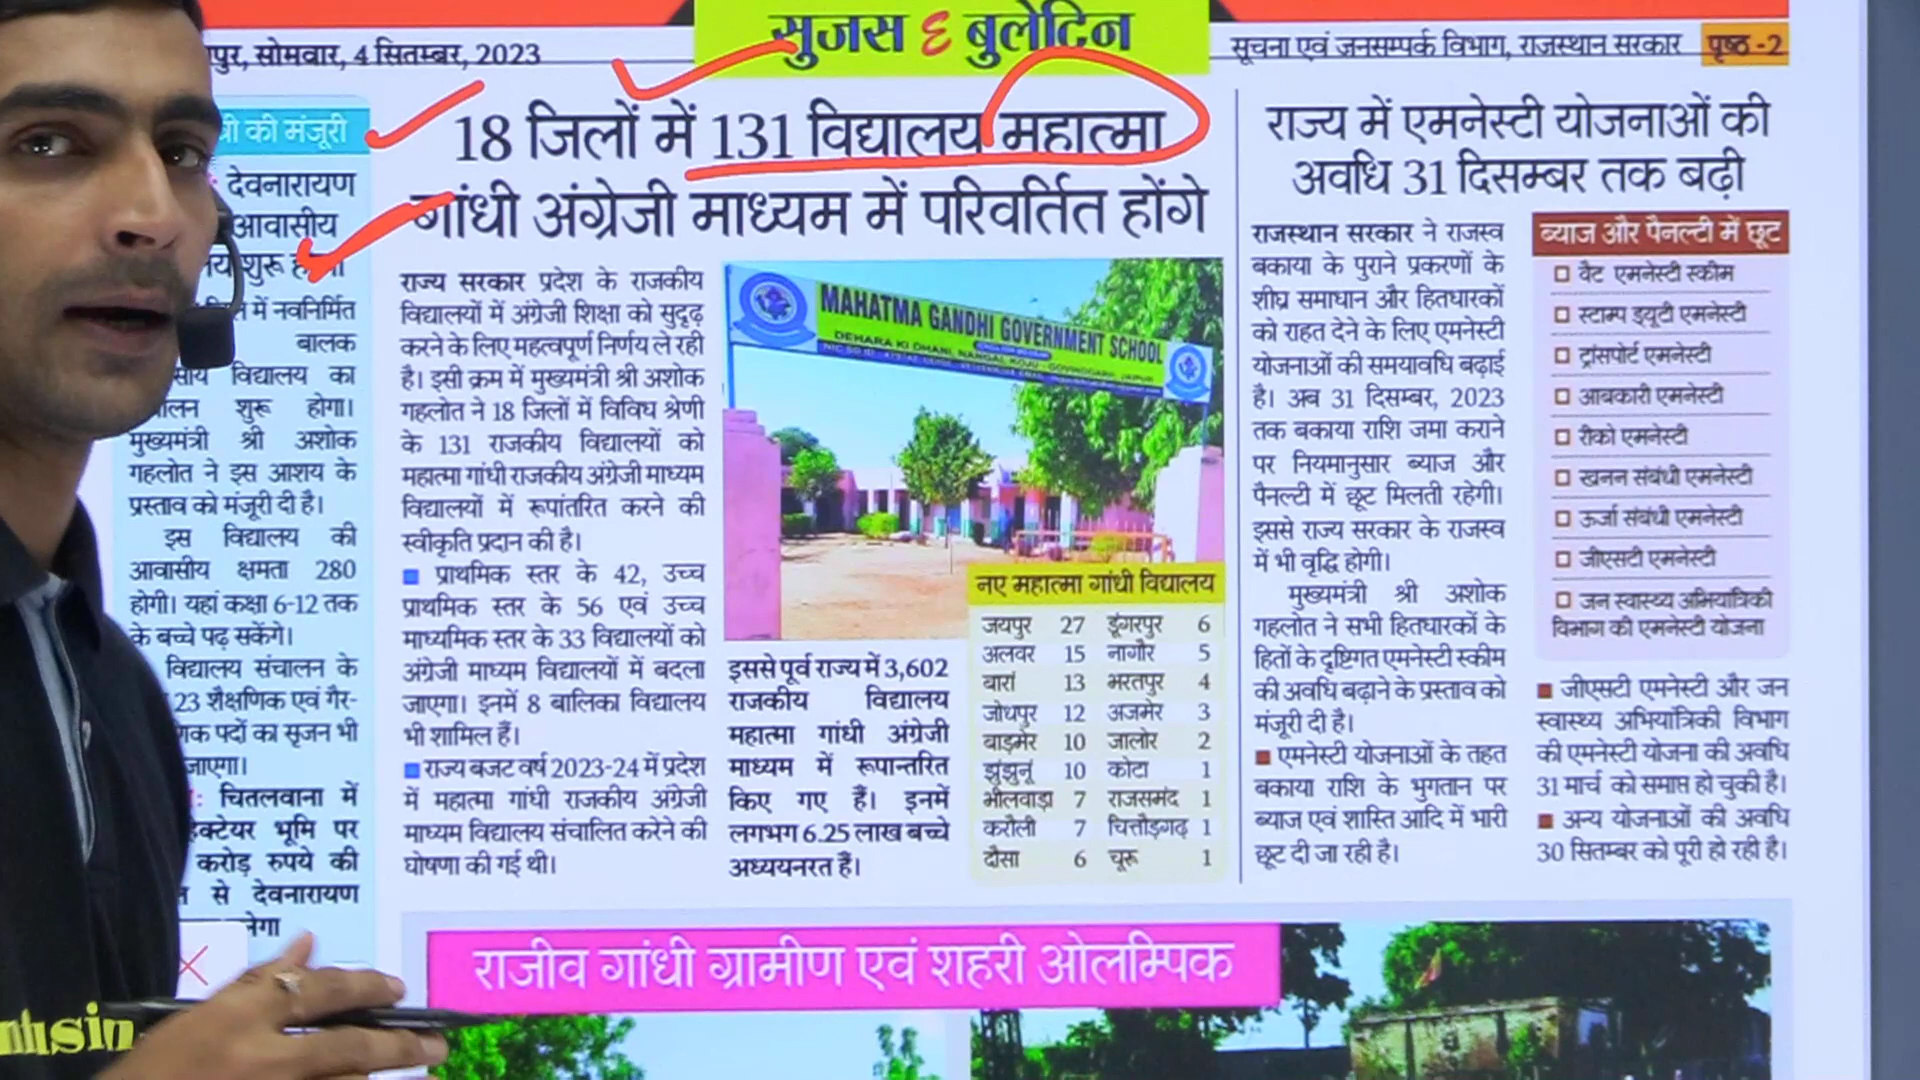 सुजस ε बुलेटिन
सोमवार, 4 सितम्बर, 2023
सूचना एवं जनसम्पर्क विभाग, राजस्थान सरकार
पृष्ठ -2
की मंजूरी
देवनारायण
आवासीय
शुरू
में नवनिर्मित
बालक
विद्यालय का
शुरू होगा।
मुख्यमंत्री श्री अशोक
गहलोत ने इस आशय के
प्रस्ताव को मंजूरी दी है।
इस विद्यालय की
आवासीय क्षमता 280
होगी। यहां कक्षा 6-12 तक
के बच्चे पढ़ सकेंगे।
विद्यालय संचालन के
23 शैक्षणिक एवं गैर-
पदों का सृजन भी
जाएगा।
चितलवाना में
भूमि पर
करोड़ रुपये की
से देवनारायण
18 जिलों में 131 विद्यालय महात्मा
गांधी अंग्रेजी माध्यम में परिवर्तित होंगे
राज्य सरकार प्रदेश के राजकीय
विद्यालयों में अंग्रेजी शिक्षा को सुदृढ़
करने के लिए महत्वपूर्ण निर्णय ले रही
है। इसी क्रम में मुख्यमंत्री श्री अशोक
गहलोत ने 18 जिलों में विविध श्रेणी
के 131 राजकीय विद्यालयों को
महात्मा गांधी राजकीय अंग्रेजी माध्यम
विद्यालयों में रूपांतरित करने की
स्वीकृति प्रदान की है।
■ प्राथमिक स्तर के 42, उच्च
प्राथमिक स्तर के 56 एवं उच्च
माध्यमिक स्तर के 33 विद्यालयों को
अंग्रेजी माध्यम विद्यालयों में बदला
जाएगा। इनमें 8 बालिका विद्यालय
भी शामिल हैं।
■ राज्य बजट वर्ष 2023-24 में प्रदेश
में महात्मा गांधी राजकीय अंग्रेजी
माध्यम विद्यालय संचालित करेने की
घोषणा की गई थी।
MAHATMA GANDHI GOVERNMENT SCHOOL
DEHARA KI DHANI, NANGAL KOJU - GOVINDGARH, JAIPUR
इससे पूर्व राज्य में 3,602
राजकीय विद्यालय
महात्मा गांधी अंग्रेजी
माध्यम में रूपान्तरित
किए गए हैं। इनमें
लगभग 6.25 लाख बच्चे
अध्ययनरत हैं।
नए महात्मा गांधी विद्यालय
जयपुर 27 डूंगरपुर 6
अलवर 15 नागौर 5
बारां 13 भरतपुर 4
जोधपुर 12 अजमेर 3
बाड़मेर 10 जालोर 2
झुंझुनूं 10 कोटा 1
भीलवाड़ा 7 राजसमंद 1
करौली 7 चित्तौड़गढ़ 1
दौसा 6 चूरू 1
राज्य में एमनेस्टी योजनाओं की
अवधि 31 दिसम्बर तक बढ़ी
राजस्थान सरकार ने राजस्व
बकाया के पुराने प्रकरणों के
शीघ्र समाधान और हितधारकों
को राहत देने के लिए एमनेस्टी
योजनाओं की समयावधि बढ़ाई
है। अब 31 दिसम्बर, 2023
तक बकाया राशि जमा कराने
पर नियमानुसार ब्याज और
पैनल्टी में छूट मिलती रहेगी।
इससे राज्य सरकार के राजस्व
में भी वृद्धि होगी।
मुख्यमंत्री श्री अशोक
गहलोत ने सभी हितधारकों के
हितों के दृष्टिगत एमनेस्टी स्कीम
की अवधि बढ़ाने के प्रस्ताव को
मंजूरी दी है।
■ एमनेस्टी योजनाओं के तहत
बकाया राशि के भुगतान पर
ब्याज एवं शास्ति आदि में भारी
छूट दी जा रही है।
ब्याज और पैनल्टी में छूट
□ वैट एमनेस्टी स्कीम
□ स्टाम्प ड्यूटी एमनेस्टी
□ ट्रांसपोर्ट एमनेस्टी
□ आबकारी एमनेस्टी
□ रीको एमनेस्टी
□ खनन संबंधी एमनेस्टी
□ ऊर्जा संबंधी एमनेस्टी
□ जीएसटी एमनेस्टी
□ जन स्वास्थ्य अभियांत्रिकी
विभाग की एमनेस्टी योजना
■ जीएसटी एमनेस्टी और जन
स्वास्थ्य अभियांत्रिकी विभाग
की एमनेस्टी योजना की अवधि
31 मार्च को समाप्त हो चुकी है।
■ अन्य योजनाओं की अवधि
30 सितम्बर को पूरी हो रही है।
राजीव गांधी ग्रामीण एवं शहरी ओलम्पिक